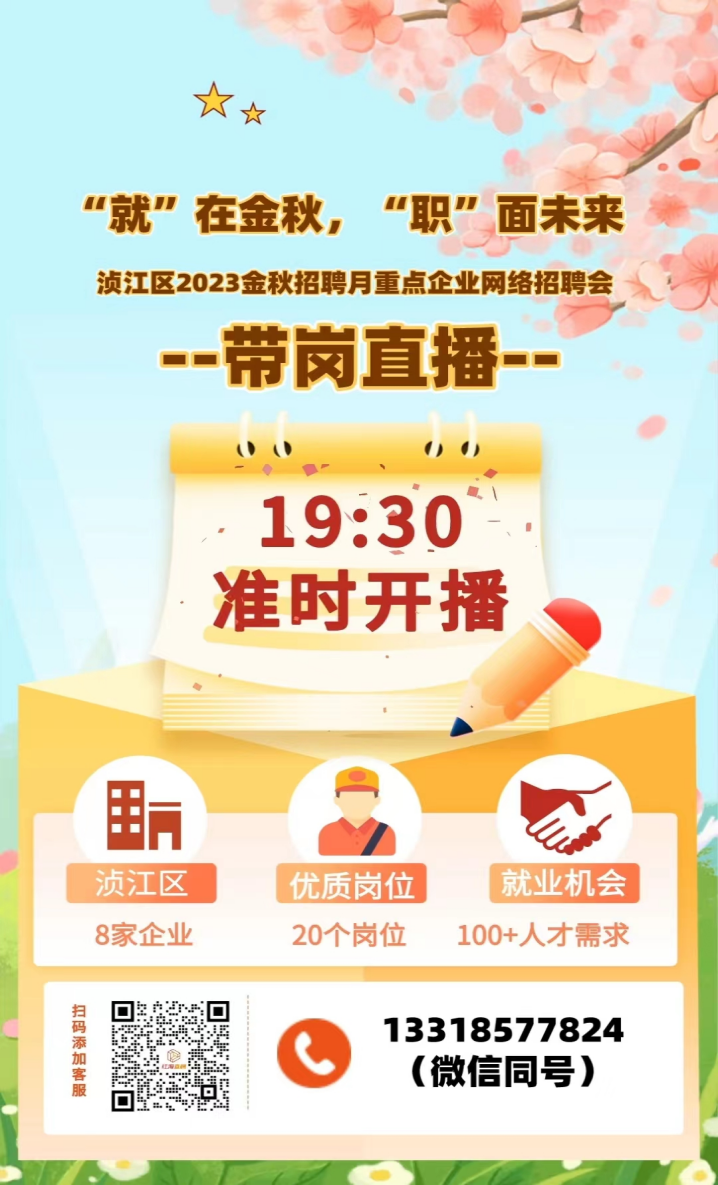 “就”在金秋，“职”面未来
浈江区2023金秋招聘月重点企业网络招聘会
--带岗直播--
19:30
准时开播
浈江区
8家企业
优质岗位
20个岗位
就业机会
100+人才需求
扫码添加客服
13318577824
（微信同号）